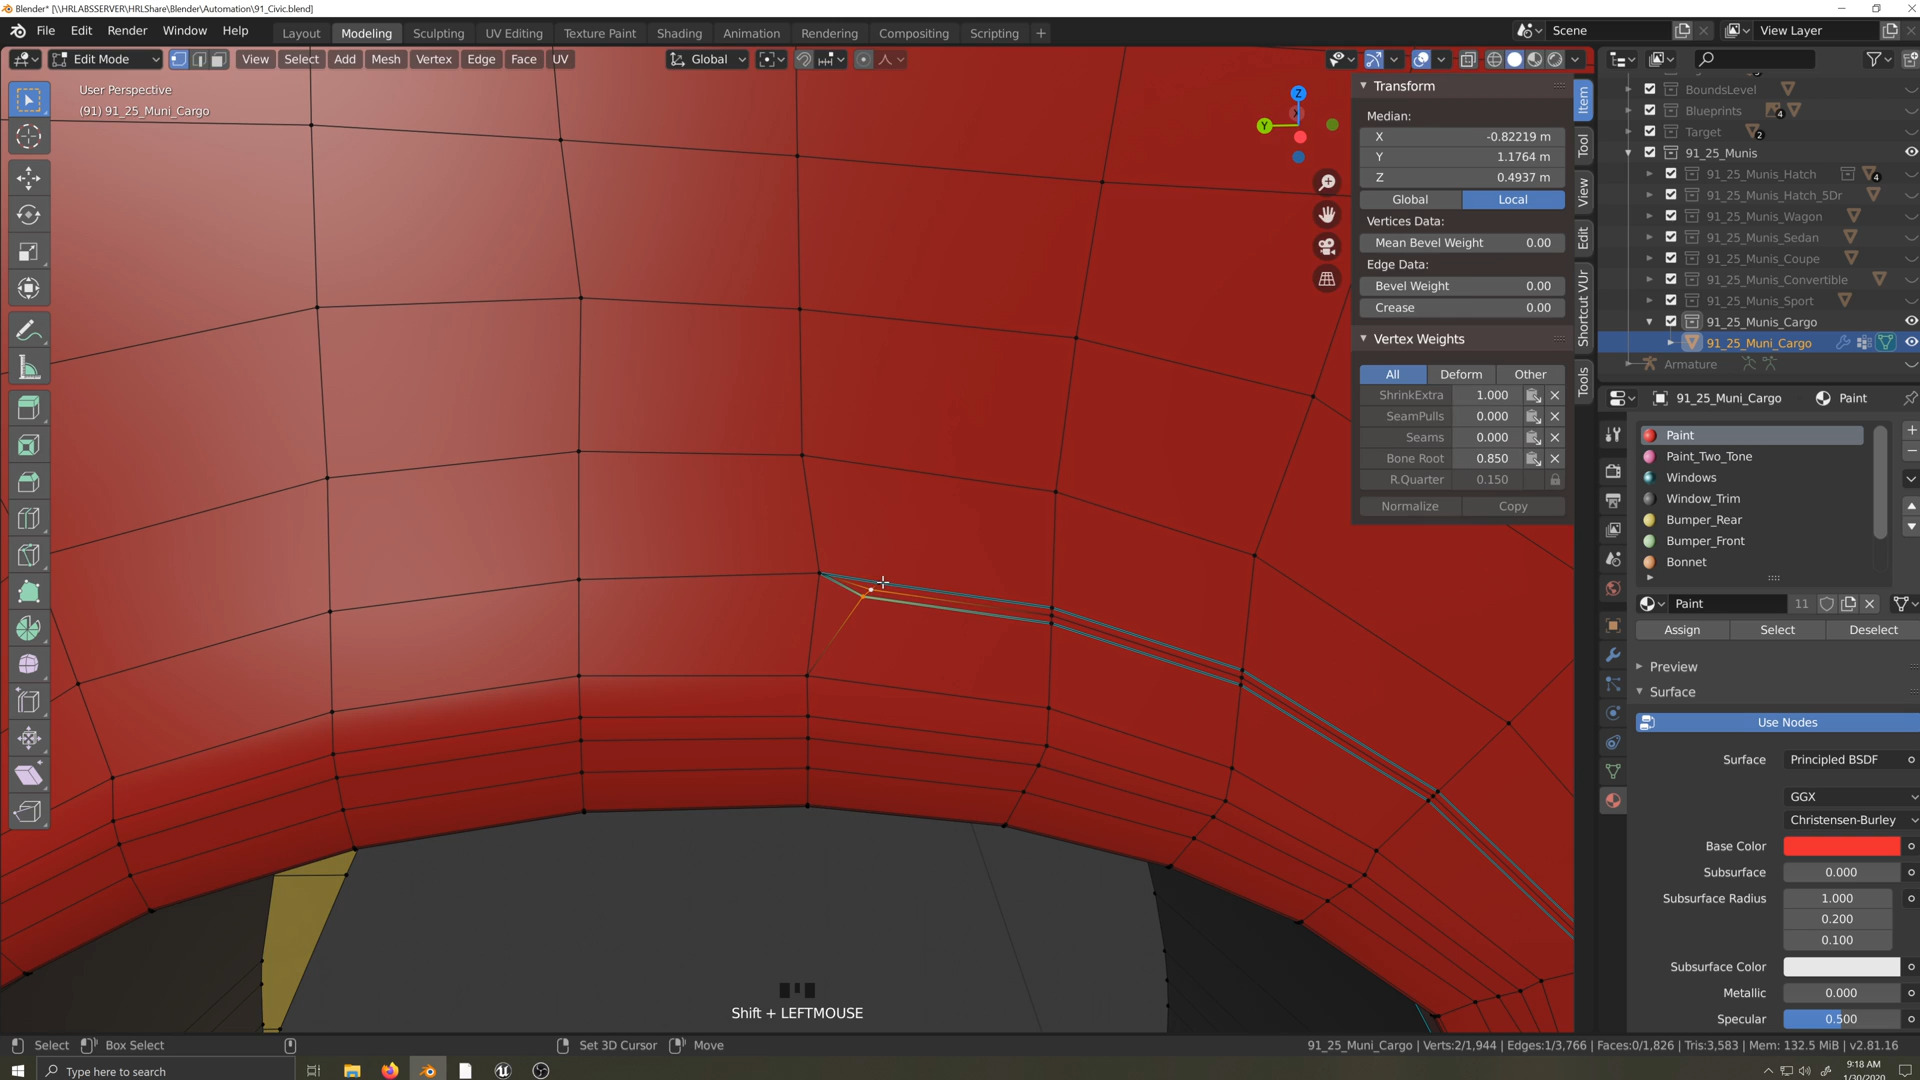 Blender* [\\HRLABSSERVER\HRLShare\Blender\Automation\91_Civic.blend]
File Edit Render Window Help Layout Modeling Sculpting UV Editing Texture Paint Shading Animation Rendering Compositing Scripting + Scene View Layer
Edit Mode View Select Add Mesh Vertex Edge Face UV Global
User Perspective
(91) 91_25_Muni_Cargo
Z
X
Y
Transform
Median:
X -0.82219 m
Y 1.1764 m
Z 0.4937 m
Global Local
Vertices Data:
Mean Bevel Weight 0.00
Edge Data:
Bevel Weight 0.00
Crease 0.00
Vertex Weights
All Deform Other
ShrinkExtra 1.000
SeamPulls 0.000
Seams 0.000
Bone Root 0.850
R.Quarter 0.150
Normalize Copy
Item
Tool
View
Edit
Shortcut VUr
Tools
BoundsLevel
Blueprints 4
Target 2
91_25_Munis
91_25_Munis_Hatch 4
91_25_Munis_Hatch_5Dr
91_25_Munis_Wagon
91_25_Munis_Sedan
91_25_Munis_Coupe
91_25_Munis_Convertible
91_25_Munis_Sport
91_25_Munis_Cargo
91_25_Muni_Cargo
Armature
91_25_Muni_Cargo Paint
Paint
Paint_Two_Tone
Windows
Window_Trim
Bumper_Rear
Bumper_Front
Bonnet
Paint 11
Assign Select Deselect
Preview
Surface
Use Nodes
Surface Principled BSDF
GGX
Christensen-Burley
Base Color
Subsurface 0.000
Subsurface Radius 1.000
0.200
0.100
Subsurface Color
Metallic 0.000
Specular 0.500
Shift + LEFTMOUSE
Select Box Select Set 3D Cursor Move 91_25_Muni_Cargo | Verts:2/1,944 | Edges:1/3,766 | Faces:0/1,826 | Tris:3,583 | Mem: 132.5 MiB | v2.81.16
Type here to search
9:18 AM
1/30/2020